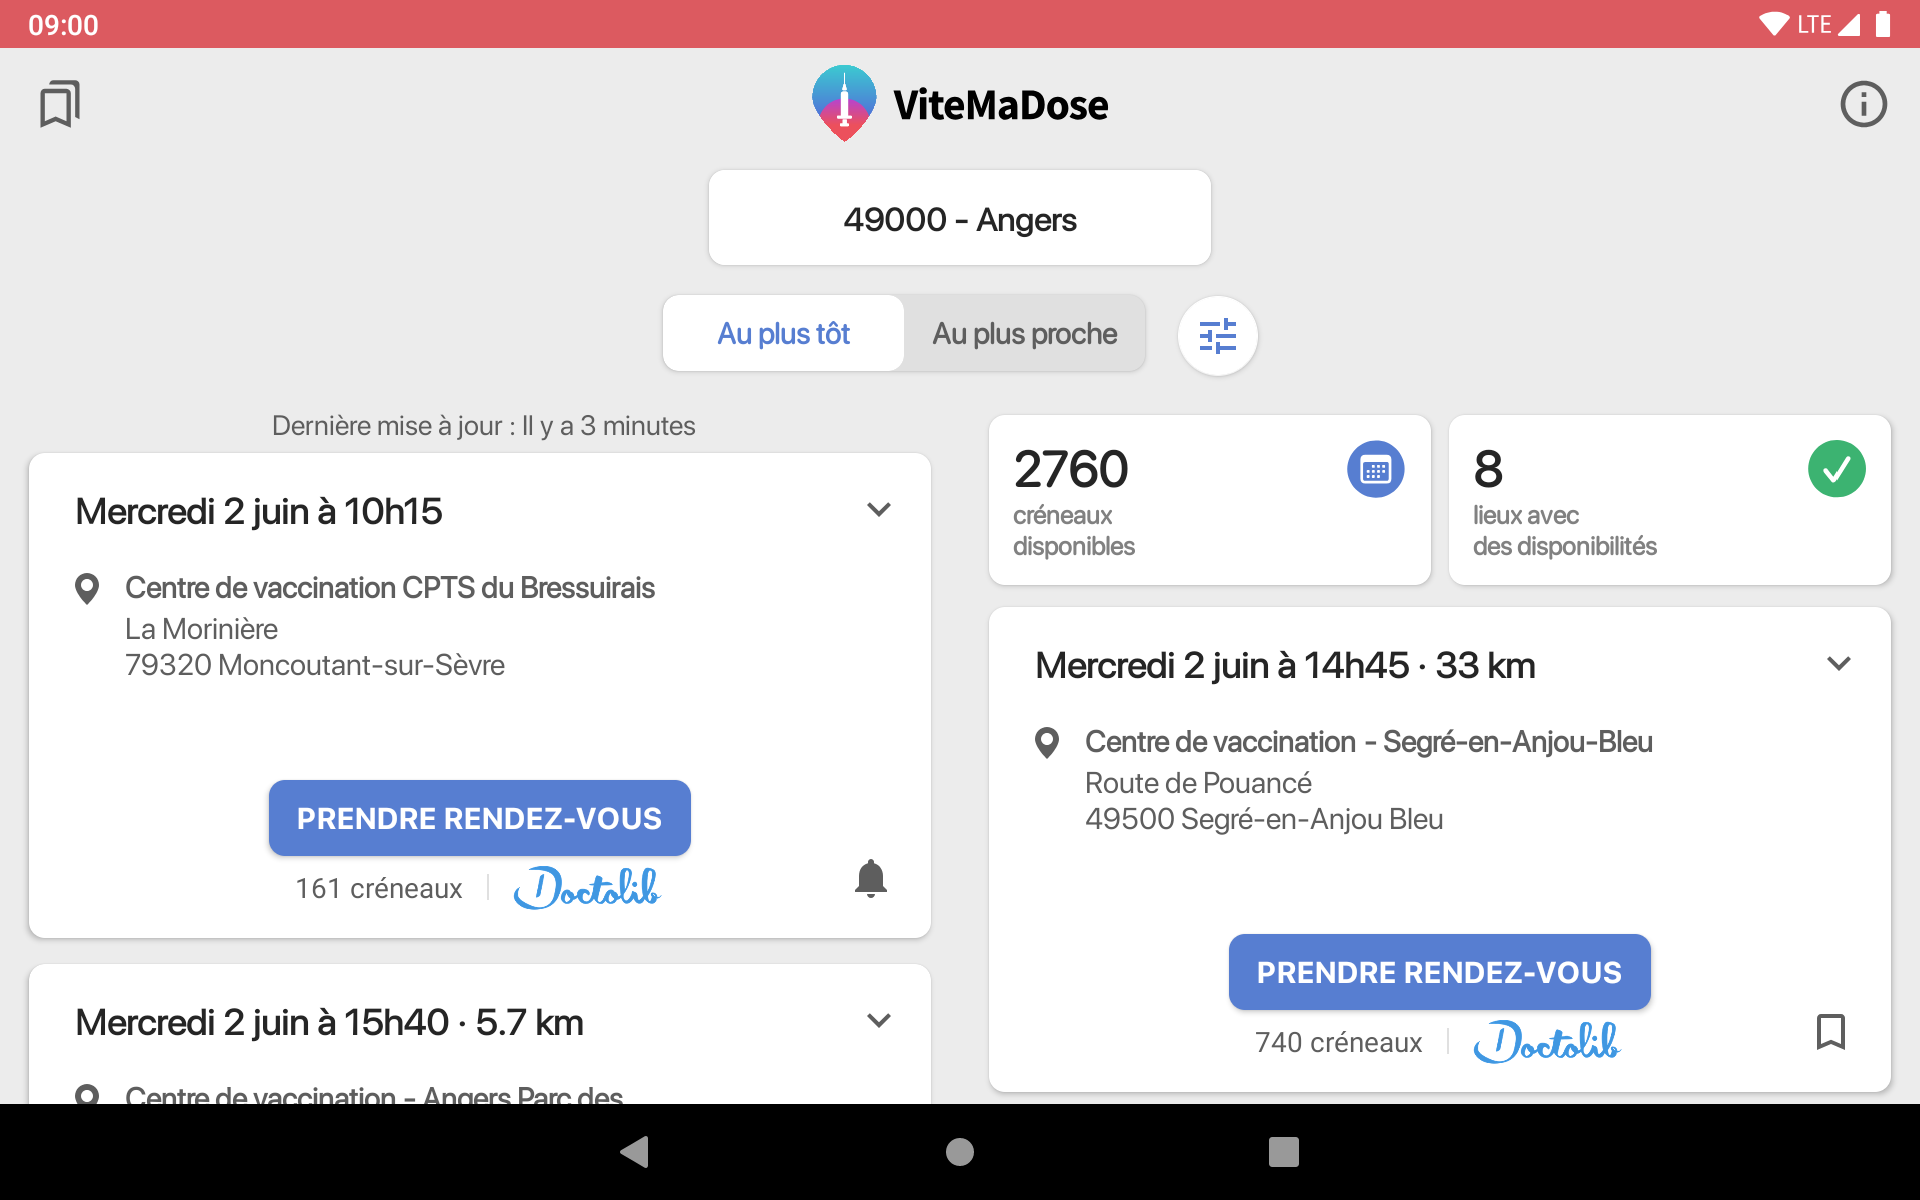 09:00
LTE
ViteMaDose
49000 - Angers
Au plus tôt
Au plus proche
Dernière mise à jour : Il y a 3 minutes
Mercredi 2 juin à 10h15
Centre de vaccination CPTS du Bressuirais
La Morinière
79320 Moncoutant-sur-Sèvre
PRENDRE RENDEZ-VOUS
161 créneaux
Doctolib
Mercredi 2 juin à 15h40 · 5.7 km
Centre de vaccination - Angers Parc des
2760
créneaux
disponibles
8
lieux avec
des disponibilités
Mercredi 2 juin à 14h45 · 33 km
Centre de vaccination - Segré-en-Anjou-Bleu
Route de Pouancé
49500 Segré-en-Anjou Bleu
PRENDRE RENDEZ-VOUS
740 créneaux
Doctolib